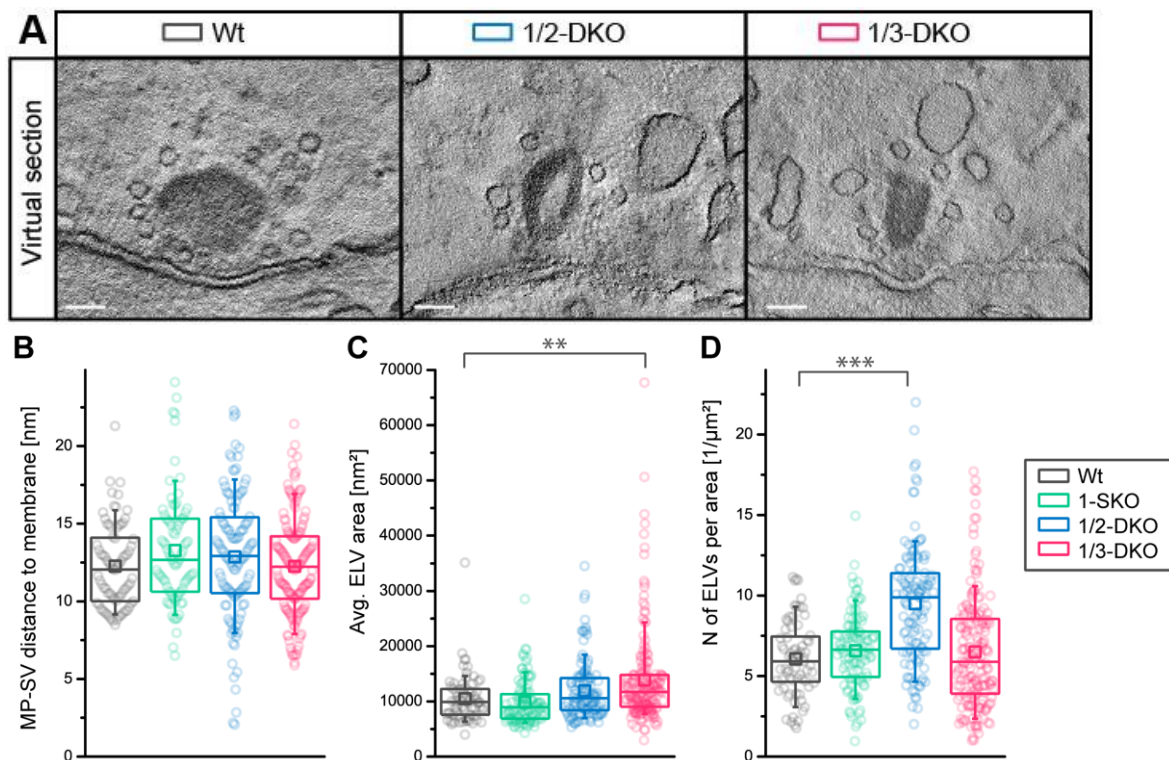 A
Wt
1/2-DKO
1/3-DKO
Virtual section
B
MP-SV distance to membrane [nm]
20
15
10
5
0
C
**
Avg. ELV area [nm²]
70000
60000
50000
40000
30000
20000
10000
0
D
***
N of ELVs per area [1/μm²]
20
15
10
5
0
Wt
1-SKO
1/2-DKO
1/3-DKO